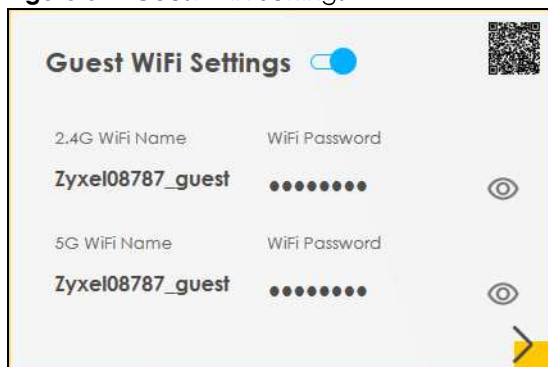 Guest WiFi Settings
2.4G WiFi Name WiFi Password
Zyxel08787_guest ●●●●●●●●
5G WiFi Name WiFi Password
Zyxel08787_guest ●●●●●●●●